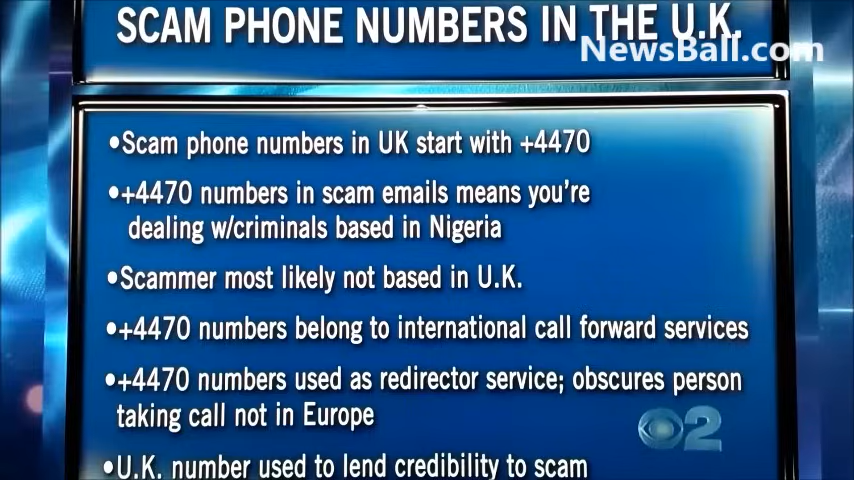 SCAM PHONE NUMBERS IN THE U.K.
NewsBall.com
•Scam phone numbers in UK start with +4470
•+4470 numbers in scam emails means you're
dealing w/criminals based in Nigeria
•Scammer most likely not based in U.K.
•+4470 numbers belong to international call forward services
•+4470 numbers used as redirector service; obscures person
taking call not in Europe
2
•U.K. number used to lend credibility to scam